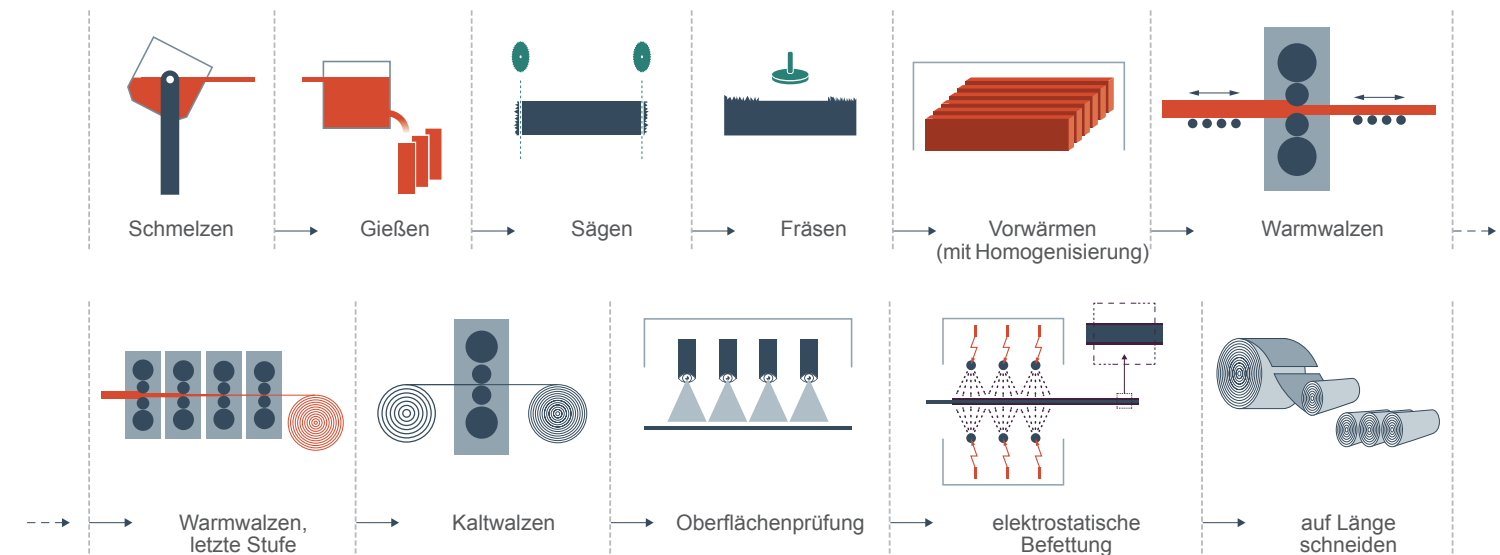 Schmelzen
Gießen
Sägen
Fräsen
Vorwärmen
(mit Homogenisierung)
Warmwalzen
Warmwalzen,
letzte Stufe
Kaltwalzen
Oberflächenprüfung
elektrostatische
Befettung
auf Länge
schneiden